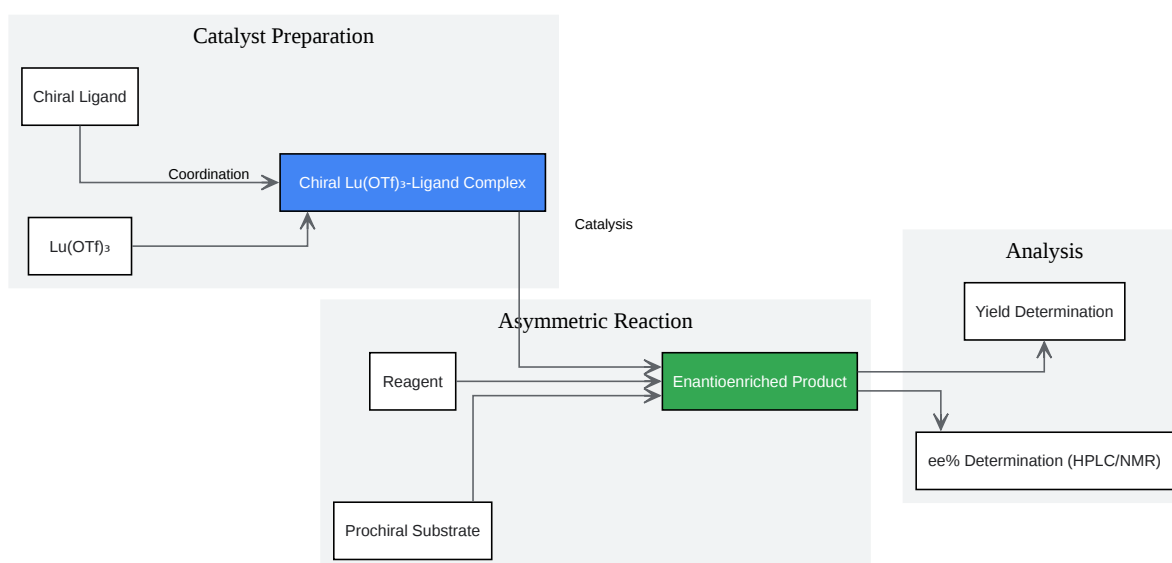 Catalyst Preparation
Chiral Ligand
Coordination
Chiral Lu(OTf)₃-Ligand Complex
Lu(OTf)₃
Catalysis
Asymmetric Reaction
Reagent
Enantioenriched Product
Prochiral Substrate
Analysis
Yield Determination
ee% Determination (HPLC/NMR)